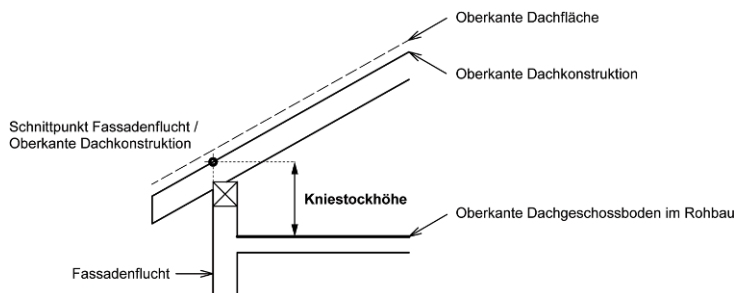 Oberkante Dachfläche
Oberkante Dachkonstruktion
Schnittpunkt Fassadenflucht /
Oberkante Dachkonstruktion
Kniestockhöhe
Oberkante Dachgeschossboden im Rohbau
Fassadenflucht